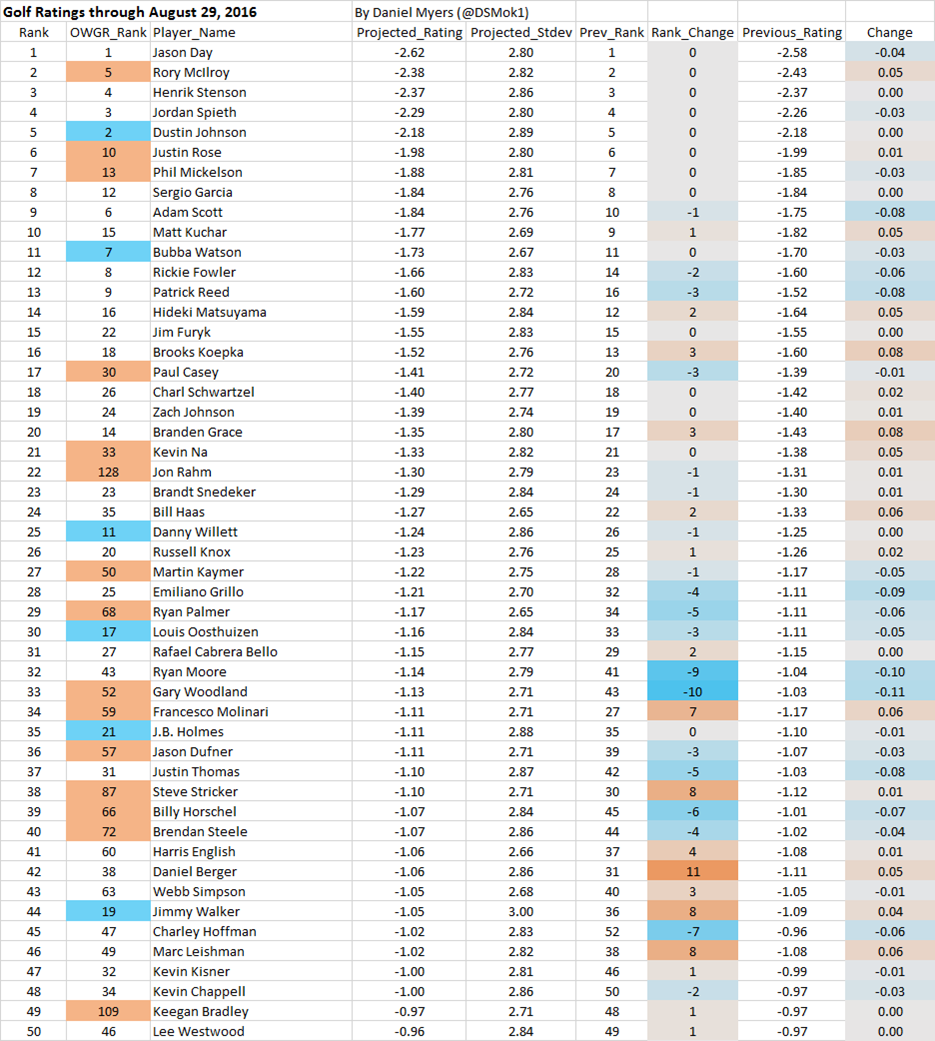 Golf Ratings through August 29, 2016 By Daniel Myers (@DSMok1)
Rank OWGR_Rank Player_Name Projected_Rating Projected_Stdev Prev_Rank Rank_Change Previous_Rating Change
1 1 Jason Day -2.62 2.80 1 0 -2.58 -0.04
2 5 Rory McIlroy -2.38 2.82 2 0 -2.43 0.05
3 4 Henrik Stenson -2.37 2.86 3 0 -2.37 0.00
4 3 Jordan Spieth -2.29 2.80 4 0 -2.26 -0.03
5 2 Dustin Johnson -2.18 2.89 5 0 -2.18 0.00
6 10 Justin Rose -1.98 2.80 6 0 -1.99 0.01
7 13 Phil Mickelson -1.88 2.81 7 0 -1.85 -0.03
8 12 Sergio Garcia -1.84 2.76 8 0 -1.84 0.00
9 6 Adam Scott -1.84 2.76 10 -1 -1.75 -0.08
10 15 Matt Kuchar -1.77 2.69 9 1 -1.82 0.05
11 7 Bubba Watson -1.73 2.67 11 0 -1.70 -0.03
12 8 Rickie Fowler -1.66 2.83 14 -2 -1.60 -0.06
13 9 Patrick Reed -1.60 2.72 16 -3 -1.52 -0.08
14 16 Hideki Matsuyama -1.59 2.84 12 2 -1.64 0.05
15 22 Jim Furyk -1.55 2.83 15 0 -1.55 0.00
16 18 Brooks Koepka -1.52 2.76 13 3 -1.60 0.08
17 30 Paul Casey -1.41 2.72 20 -3 -1.39 -0.01
18 26 Charl Schwartzel -1.40 2.77 18 0 -1.42 0.02
19 24 Zach Johnson -1.39 2.74 19 0 -1.40 0.01
20 14 Branden Grace -1.35 2.80 17 3 -1.43 0.08
21 33 Kevin Na -1.33 2.82 21 0 -1.38 0.05
22 128 Jon Rahm -1.30 2.79 23 -1 -1.31 0.01
23 23 Brandt Snedeker -1.29 2.84 24 -1 -1.30 0.01
24 35 Bill Haas -1.27 2.65 22 2 -1.33 0.06
25 11 Danny Willett -1.24 2.86 26 -1 -1.25 0.00
26 20 Russell Knox -1.23 2.76 25 1 -1.26 0.02
27 50 Martin Kaymer -1.22 2.75 28 -1 -1.17 -0.05
28 25 Emiliano Grillo -1.21 2.70 32 -4 -1.11 -0.09
29 68 Ryan Palmer -1.17 2.65 34 -5 -1.11 -0.06
30 17 Louis Oosthuizen -1.16 2.84 33 -3 -1.11 -0.05
31 27 Rafael Cabrera Bello -1.15 2.77 29 2 -1.15 0.00
32 43 Ryan Moore -1.14 2.79 41 -9 -1.04 -0.10
33 52 Gary Woodland -1.13 2.71 43 -10 -1.03 -0.11
34 59 Francesco Molinari -1.11 2.71 27 7 -1.17 0.06
35 21 J.B. Holmes -1.11 2.88 35 0 -1.10 -0.01
36 57 Jason Dufner -1.11 2.71 39 -3 -1.07 -0.03
37 31 Justin Thomas -1.10 2.87 42 -5 -1.03 -0.08
38 87 Steve Stricker -1.10 2.71 30 8 -1.12 0.01
39 66 Billy Horschel -1.07 2.84 45 -6 -1.01 -0.07
40 72 Brendan Steele -1.07 2.86 44 -4 -1.02 -0.04
41 60 Harris English -1.06 2.66 37 4 -1.08 0.01
42 38 Daniel Berger -1.06 2.86 31 11 -1.11 0.05
43 63 Webb Simpson -1.05 2.68 40 3 -1.05 -0.01
44 19 Jimmy Walker -1.05 3.00 36 8 -1.09 0.04
45 47 Charley Hoffman -1.02 2.83 52 -7 -0.96 -0.06
46 49 Marc Leishman -1.02 2.82 38 8 -1.08 0.06
47 32 Kevin Kisner -1.00 2.81 46 1 -0.99 -0.01
48 34 Kevin Chappell -1.00 2.86 50 -2 -0.97 -0.03
49 109 Keegan Bradley -0.97 2.71 48 1 -0.97 0.00
50 46 Lee Westwood -0.96 2.84 49 1 -0.97 0.00